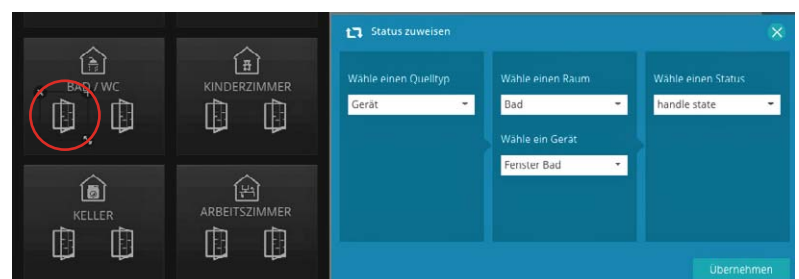 BAD / WC
KINDERZIMMER
KELLER
ARBEITSZIMMER
Status zuweisen
Wähle einen Quelltyp
Gerät
Wähle einen Raum
Bad
Wähle ein Gerät
Fenster Bad
Wähle einen Status
handle state
Übernehmen